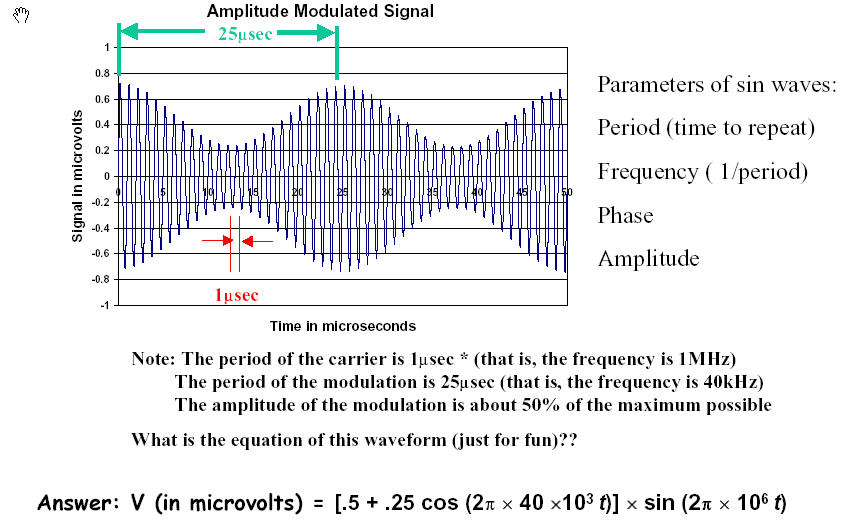 Amplitude Modulated Signal
25μsec
1
0.8
0.6
0.4
0.2
0
-0.2
-0.4
-0.6
-0.8
-1
Signal in microvolts
0 5 10 15 20 25 30 35 40 45 50
1μsec
Time in microseconds
Parameters of sin waves:
Period (time to repeat)
Frequency ( 1/period)
Phase
Amplitude
Note: The period of the carrier is 1μsec * (that is, the frequency is 1MHz)
The period of the modulation is 25μsec (that is, the frequency is 40kHz)
The amplitude of the modulation is about 50% of the maximum possible
What is the equation of this waveform (just for fun)??
Answer: V (in microvolts) = [.5 + .25 cos (2π × 40 ×10³ t)] × sin (2π × 10⁶ t)